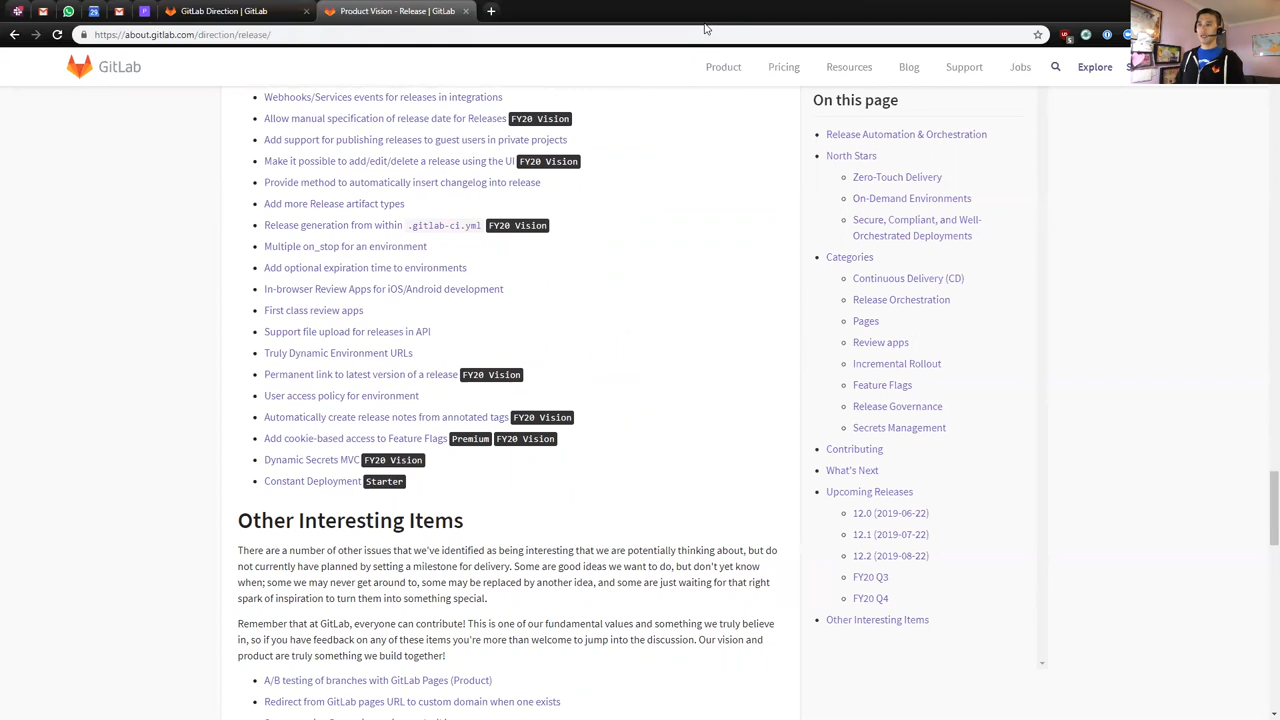 GitLab Direction | GitLab
Product Vision - Release | GitLab
https://about.gitlab.com/direction/release/
GitLab
Product Pricing Resources Blog Support Jobs Explore
Webhooks/Services events for releases in integrations
Allow manual specification of release date for Releases FY20 Vision
Add support for publishing releases to guest users in private projects
Make it possible to add/edit/delete a release using the UI FY20 Vision
Provide method to automatically insert changelog into release
Add more Release artifact types
Release generation from within .gitlab-ci.yml FY20 Vision
Multiple on_stop for an environment
Add optional expiration time to environments
In-browser Review Apps for iOS/Android development
First class review apps
Support file upload for releases in API
Truly Dynamic Environment URLs
Permanent link to latest version of a release FY20 Vision
User access policy for environment
Automatically create release notes from annotated tags FY20 Vision
Add cookie-based access to Feature Flags Premium FY20 Vision
Dynamic Secrets MVC FY20 Vision
Constant Deployment Starter
Other Interesting Items
There are a number of other issues that we've identified as being interesting that we are potentially thinking about, but do
not currently have planned by setting a milestone for delivery. Some are good ideas we want to do, but don't yet know
when; some we may never get around to, some may be replaced by another idea, and some are just waiting for that right
spark of inspiration to turn them into something special.
Remember that at GitLab, everyone can contribute! This is one of our fundamental values and something we truly believe
in, so if you have feedback on any of these items you're more than welcome to jump into the discussion. Our vision and
product are truly something we build together!
A/B testing of branches with GitLab Pages (Product)
Redirect from GitLab pages URL to custom domain when one exists
On this page
Release Automation & Orchestration
North Stars
Zero-Touch Delivery
On-Demand Environments
Secure, Compliant, and Well-
Orchestrated Deployments
Categories
Continuous Delivery (CD)
Release Orchestration
Pages
Review apps
Incremental Rollout
Feature Flags
Release Governance
Secrets Management
Contributing
What's Next
Upcoming Releases
12.0 (2019-06-22)
12.1 (2019-07-22)
12.2 (2019-08-22)
FY20 Q3
FY20 Q4
Other Interesting Items